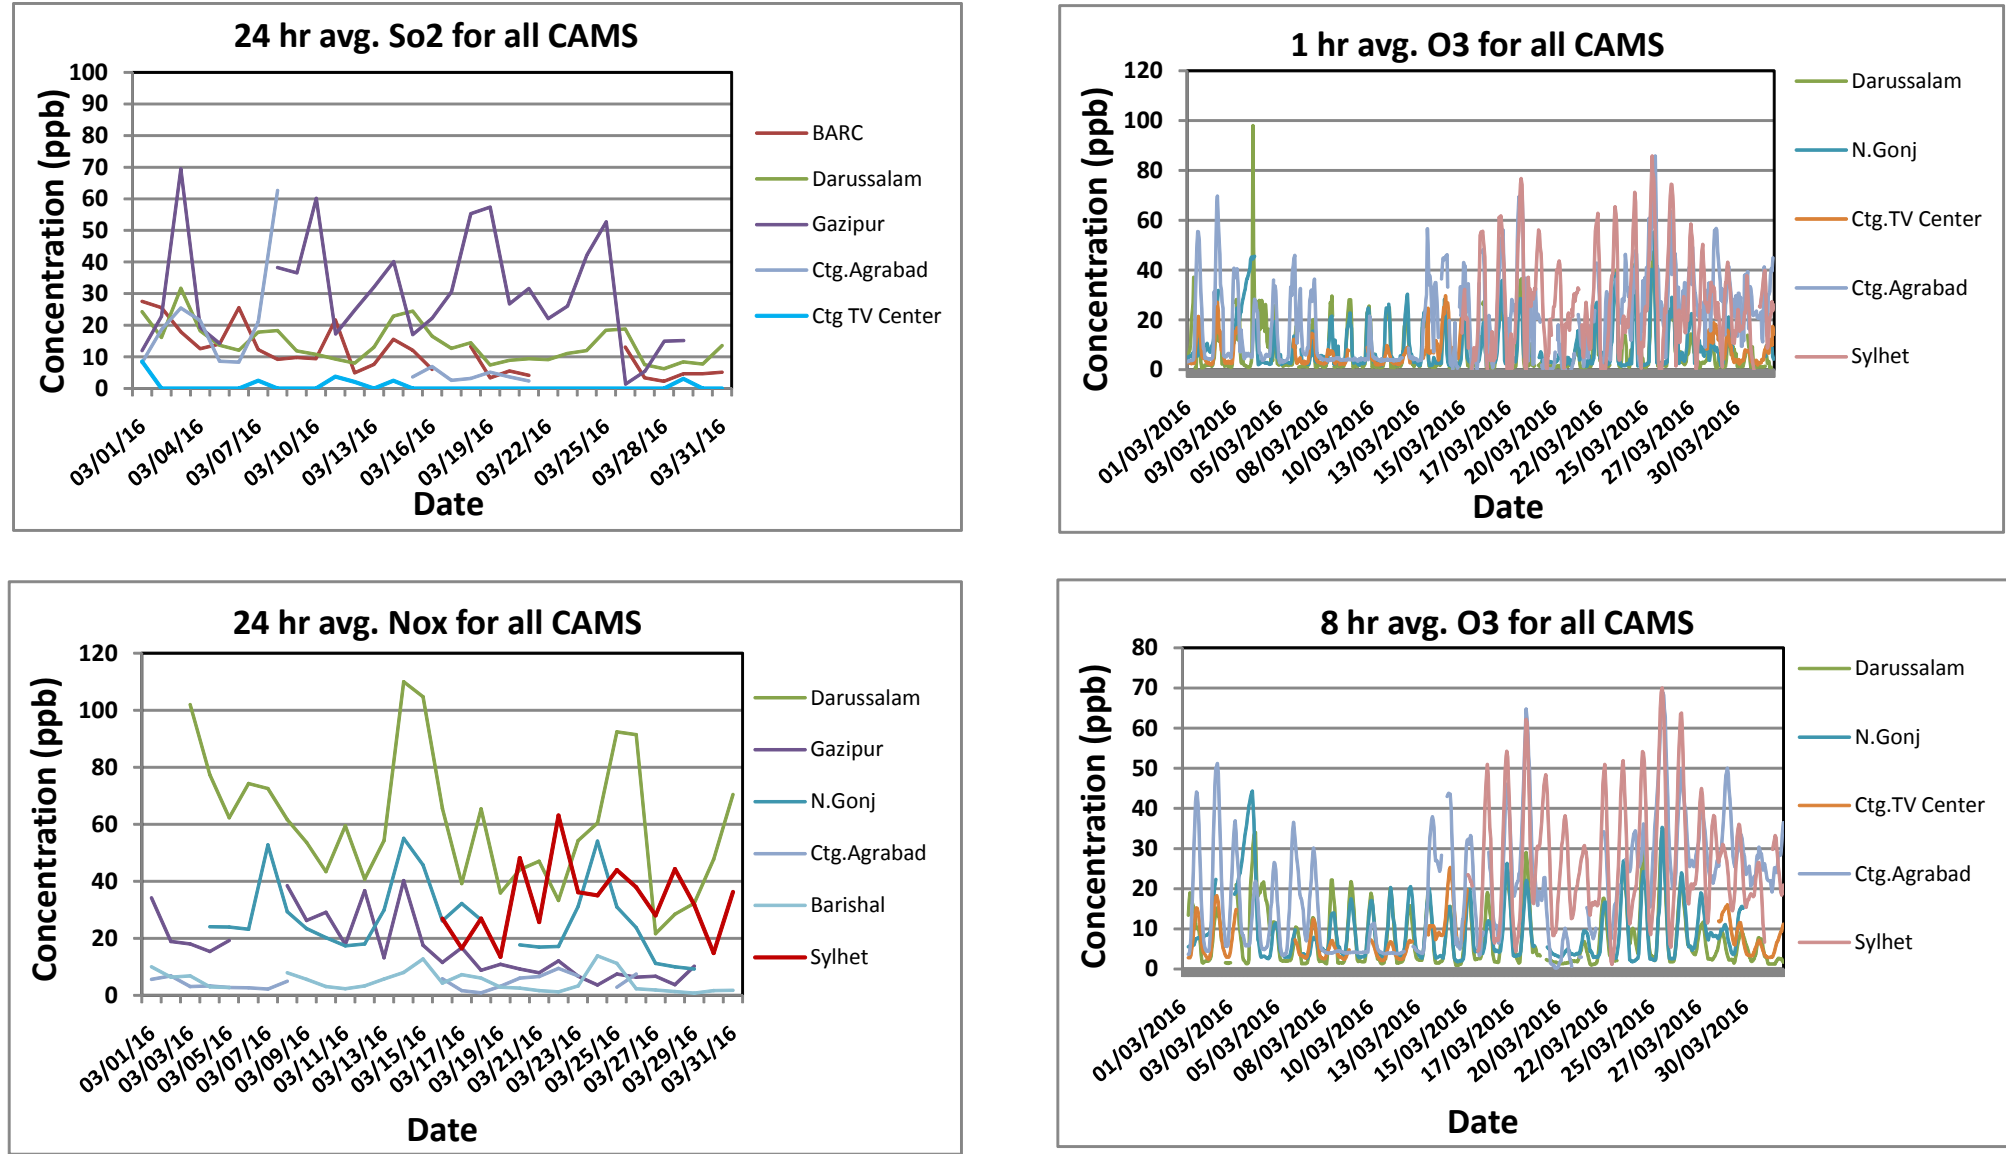 24 hr avg. So2 for all CAMS
Concentration (ppb)
100
90
80
70
60
50
40
30
20
10
0
03/01/16
03/04/16
03/07/16
03/10/16
03/13/16
03/16/16
03/19/16
03/22/16
03/25/16
03/28/16
03/31/16
Date
BARC
Darussalam
Gazipur
Ctg.Agrabad
Ctg TV Center
1 hr avg. O3 for all CAMS
Concentration (ppb)
120
100
80
60
40
20
0
01/03/2016
03/03/2016
05/03/2016
08/03/2016
10/03/2016
13/03/2016
15/03/2016
17/03/2016
20/03/2016
22/03/2016
25/03/2016
27/03/2016
30/03/2016
Date
Darussalam
N.Gonj
Ctg.TV Center
Ctg.Agrabad
Sylhet
24 hr avg. Nox for all CAMS
Concentration (ppb)
120
100
80
60
40
20
0
03/01/16
03/03/16
03/05/16
03/07/16
03/09/16
03/11/16
03/13/16
03/15/16
03/17/16
03/19/16
03/21/16
03/23/16
03/25/16
03/27/16
03/29/16
03/31/16
Date
Darussalam
Gazipur
N.Gonj
Ctg.Agrabad
Barishal
Sylhet
8 hr avg. O3 for all CAMS
Concentration (ppb)
80
70
60
50
40
30
20
10
0
01/03/2016
03/03/2016
05/03/2016
08/03/2016
10/03/2016
13/03/2016
15/03/2016
17/03/2016
20/03/2016
22/03/2016
25/03/2016
27/03/2016
30/03/2016
Date
Darussalam
N.Gonj
Ctg.TV Center
Ctg.Agrabad
Sylhet